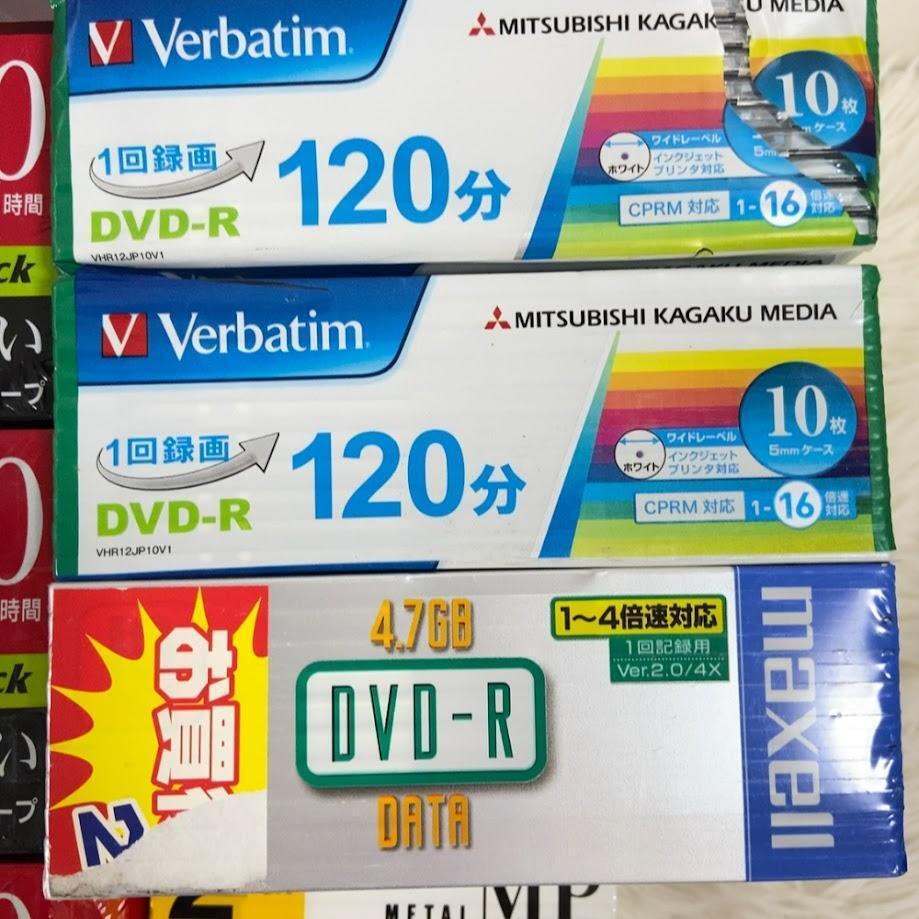 Verbatim
MITSUBISHI KAGAKU MEDIA
1回録画
120分
DVD-R
VHR12JP10V1
10枚
ケース
ワイドレーベル
ホワイト
インクジェット
プリンタ対応
CPRM 対応
1-16 倍速対応
Verbatim
MITSUBISHI KAGAKU MEDIA
1回録画
120分
DVD-R
VHR12JP10V1
10枚
5mmケース
ワイドレーベル
ホワイト
インクジェット
プリンタ対応
CPRM 対応
1-16 倍速対応
お買
4.7GB
DVD-R
DATA
1〜4倍速対応
1回記録用
Ver.2.0/4X
maxell
時間
時間
METAL MP